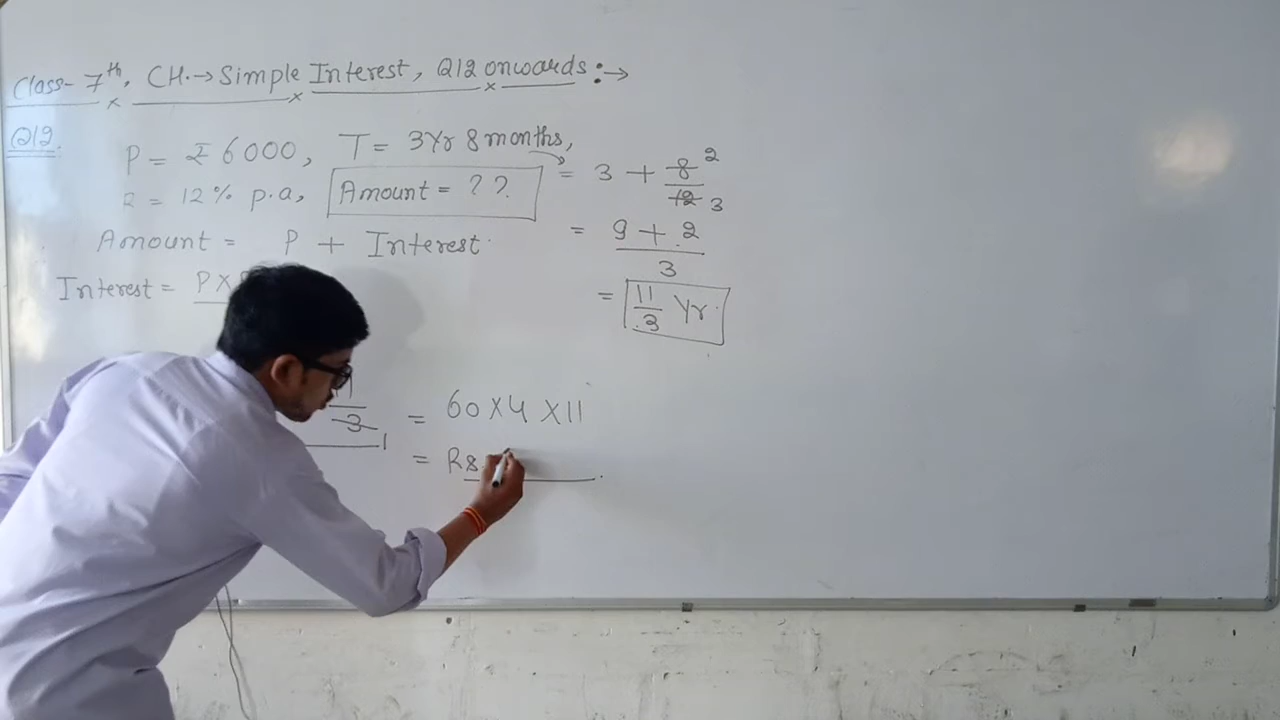 Class- 7th, CH.→ Simple Interest, Q12 onwards :→
Q12.
P = ₹ 6000, T = 3Yr 8 months,
R = 12% p.a, Amount = ??
= 3 + 8/12 2 3
Amount = P + Interest
= 9 + 2 / 3
Interest = P X
= 11/3 Yr.
3 1
= 60 X 4 X 11
= Rs